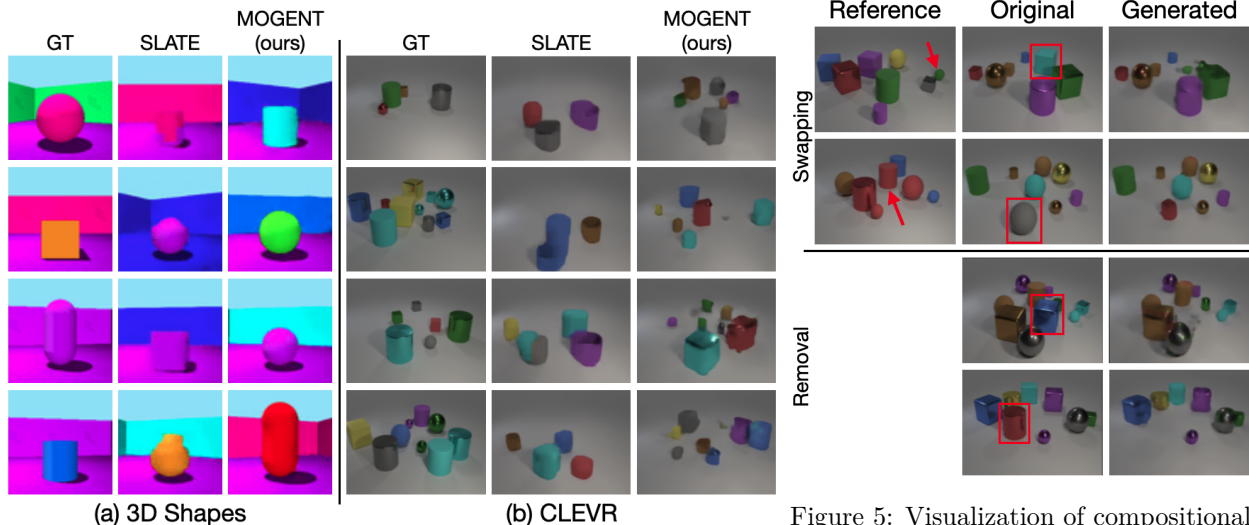 GT SLATE MOGENT (ours)
GT SLATE MOGENT (ours)
(a) 3D Shapes
(b) CLEVR
Reference Original Generated
Swapping
Removal
Figure 5: Visualization of compositional